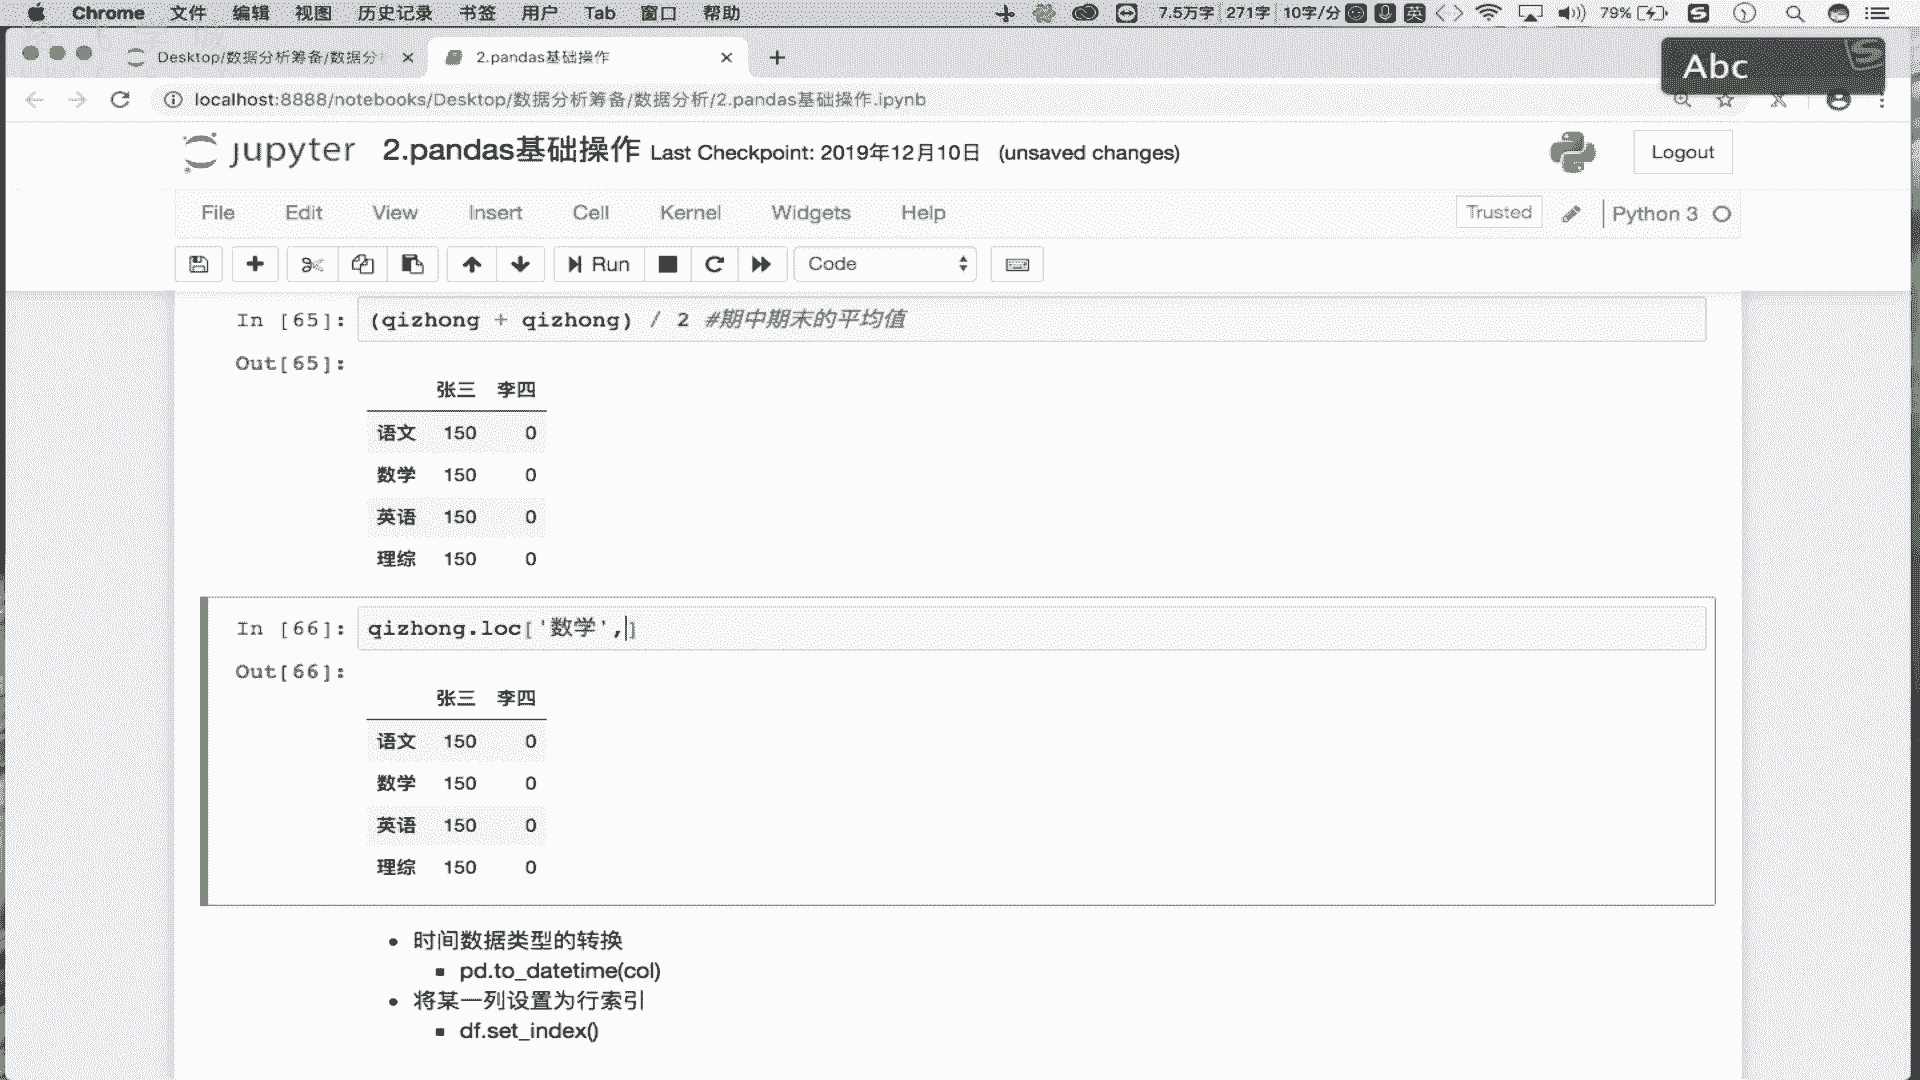 Chrome 文件 编辑 视图 历史记录 书签 用户 Tab 窗口 帮助 7.5万字 271字 10字/分 英 79%
Desktop/数据分析筹备/数据分 2.pandas基础操作
Abc
localhost:8888/notebooks/Desktop/数据分析筹备/数据分析/2.pandas基础操作.ipynb
jupyter 2.pandas基础操作 Last Checkpoint: 2019年12月10日 (unsaved changes) Logout
File Edit View Insert Cell Kernel Widgets Help Trusted Python 3
Run Code
In [65]: (qizhong + qizhong) / 2 #期中期末的平均值
Out[65]:
张三 李四
语文 150 0
数学 150 0
英语 150 0
理综 150 0
In [66]: qizhong.loc['数学',]
Out[66]:
张三 李四
语文 150 0
数学 150 0
英语 150 0
理综 150 0
时间数据类型的转换
pd.to_datetime(col)
将某一列设置为行索引
df.set_index()